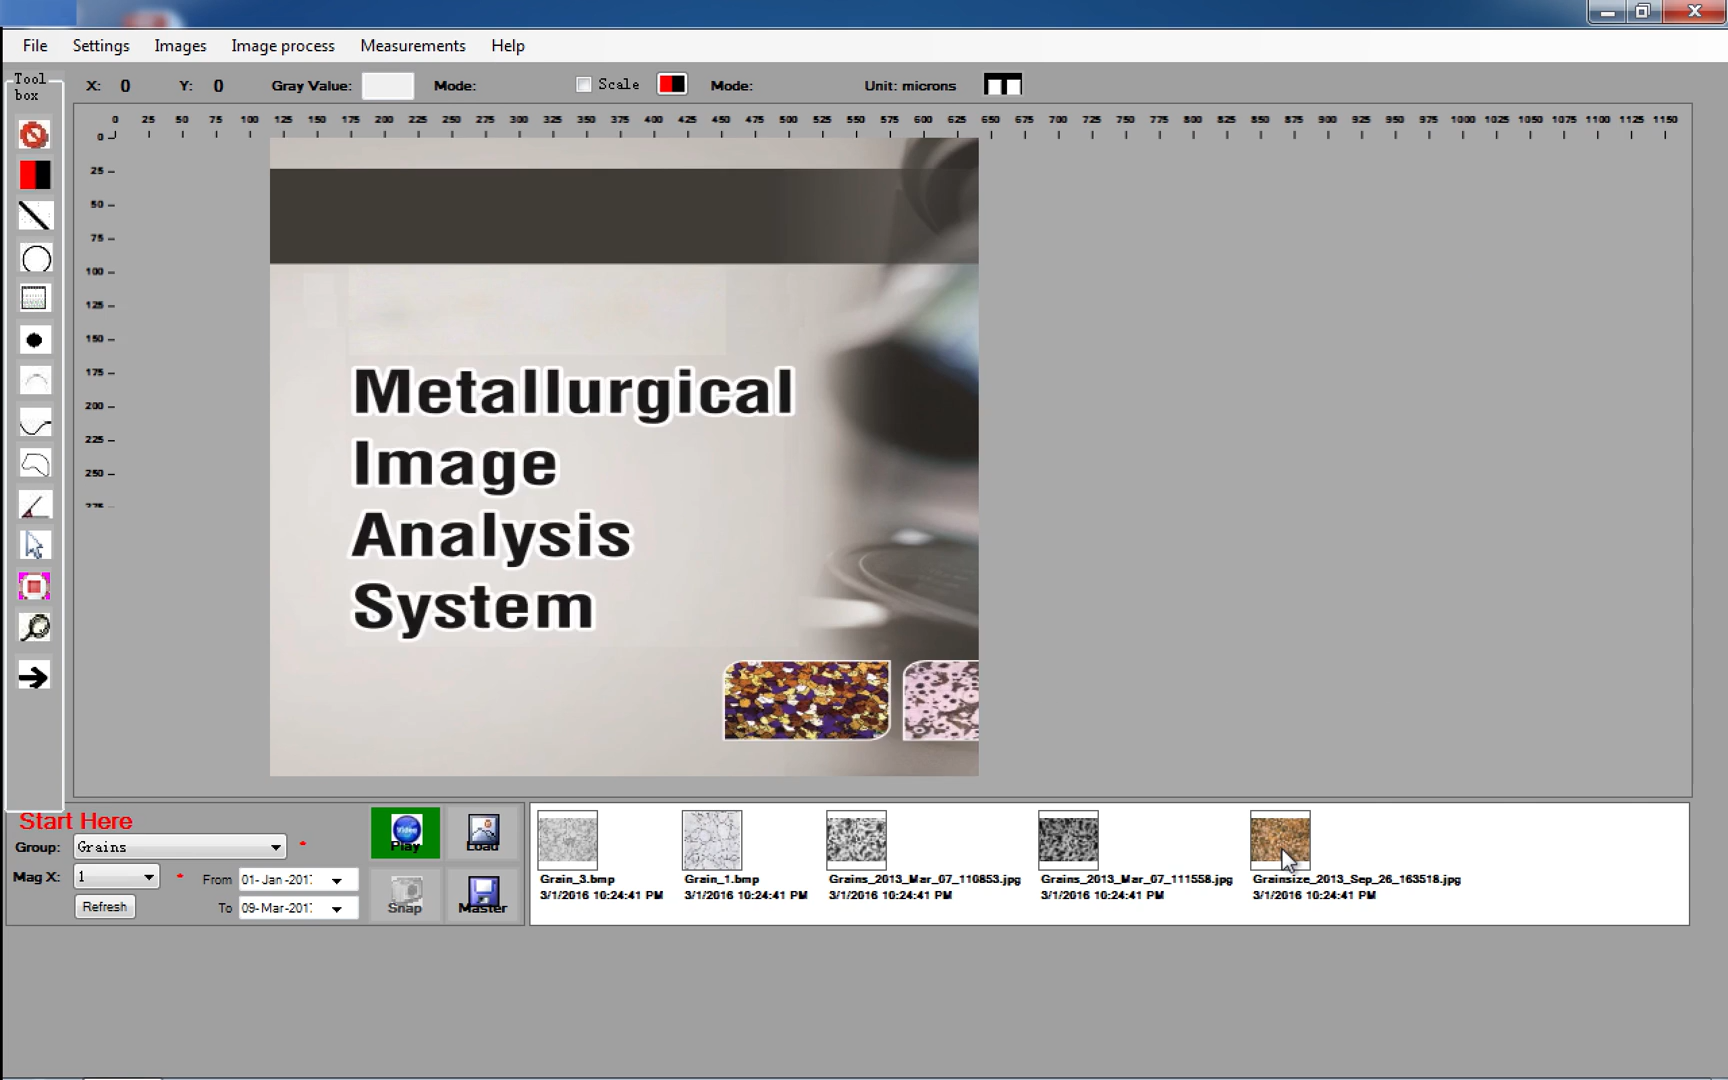 File Settings Images Image process Measurements Help
Tool
box
X: 0 Y: 0 Gray Value: Mode: Scale Mode: Unit: microns
0 25 50 75 100 125 150 175 200 225 250 275 300 325 350 375 400 425 450 475 500 525 550 575 600 625 650 675 700 725 750 775 800 825 850 875 900 925 950 975 1000 1025 1050 1075 1100 1125 1150
0
25
50
75
100
125
150
175
200
225
250
275
Metallurgical
Image
Analysis
System
Start Here
Group: Grains *
Mag X: 1 *
From 01-Jan-201
To 09-Mar-201
Refresh
Video
Play
Load
Snap
Master
Grain_3.bmp
3/1/2016 10:24:41 PM
Grain_1.bmp
3/1/2016 10:24:41 PM
Grains_2013_Mar_07_110853.jpg
3/1/2016 10:24:41 PM
Grains_2013_Mar_07_111558.jpg
3/1/2016 10:24:41 PM
Grainsize_2013_Sep_26_163518.jpg
3/1/2016 10:24:41 PM